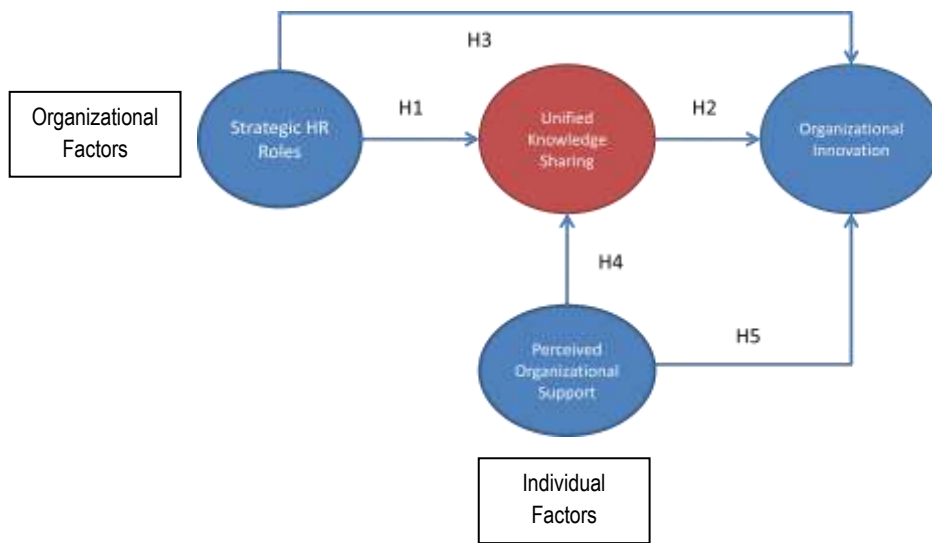 H3
Organizational
Factors
Strategic HR
Roles
H1
Unified
Knowledge
Sharing
H2
Organizational
Innovation
H4
Perceived
Organizational
Support
H5
Individual
Factors